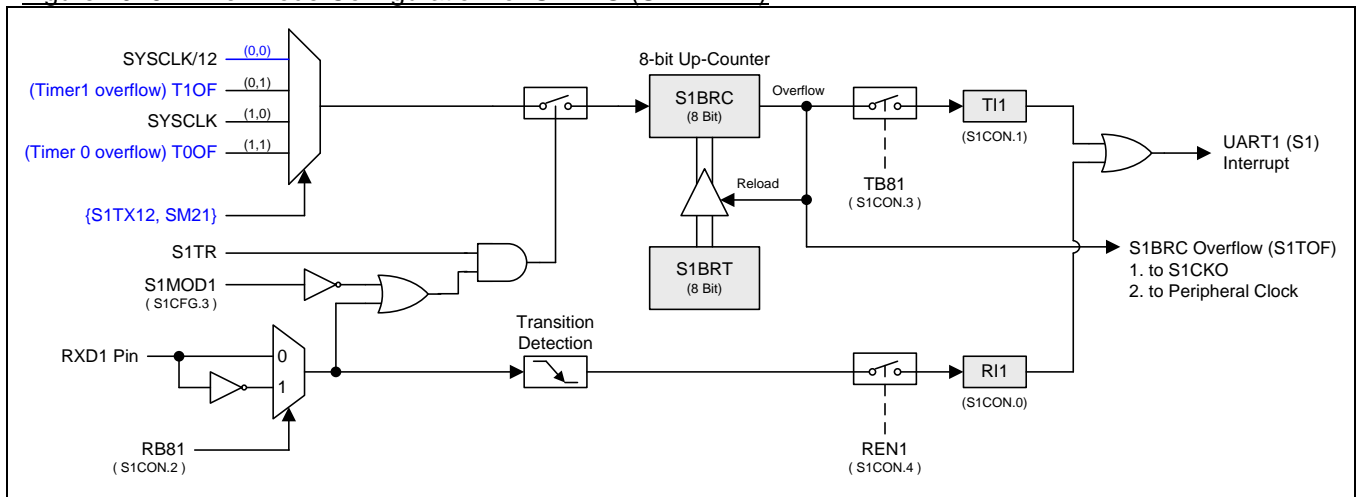 SYSCLK/12
(0,0)
(Timer1 overflow) T1OF
(0,1)
SYSCLK
(1,0)
(Timer 0 overflow) T0OF
(1,1)
{S1TX12, SM21}
S1TR
S1MOD1
( S1CFG.3 )
RXD1 Pin
0
1
RB81
( S1CON.2 )
Transition
Detection
8-bit Up-Counter
S1BRC
(8 Bit)
Overflow
Reload
S1BRT
(8 Bit)
TB81
( S1CON.3 )
TI1
(S1CON.1)
UART1 (S1)
Interrupt
S1BRC Overflow (S1TOF)
1. to S1CKO
2. to Peripheral Clock
REN1
( S1CON.4 )
RI1
(S1CON.0)